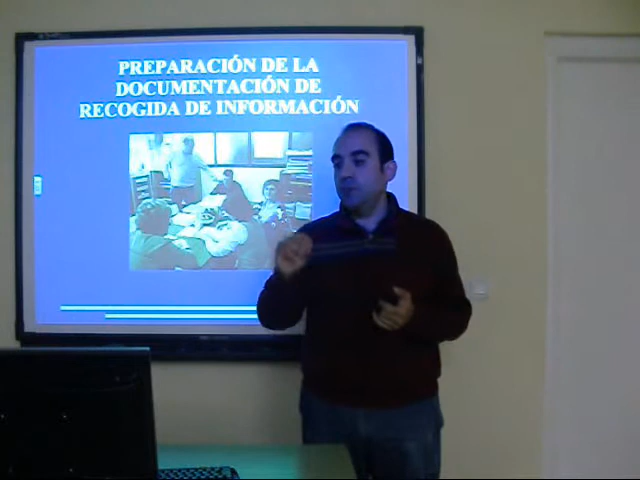 PREPARACIÓN DE LA
DOCUMENTACIÓN DE
RECOGIDA DE INFORMACIÓN